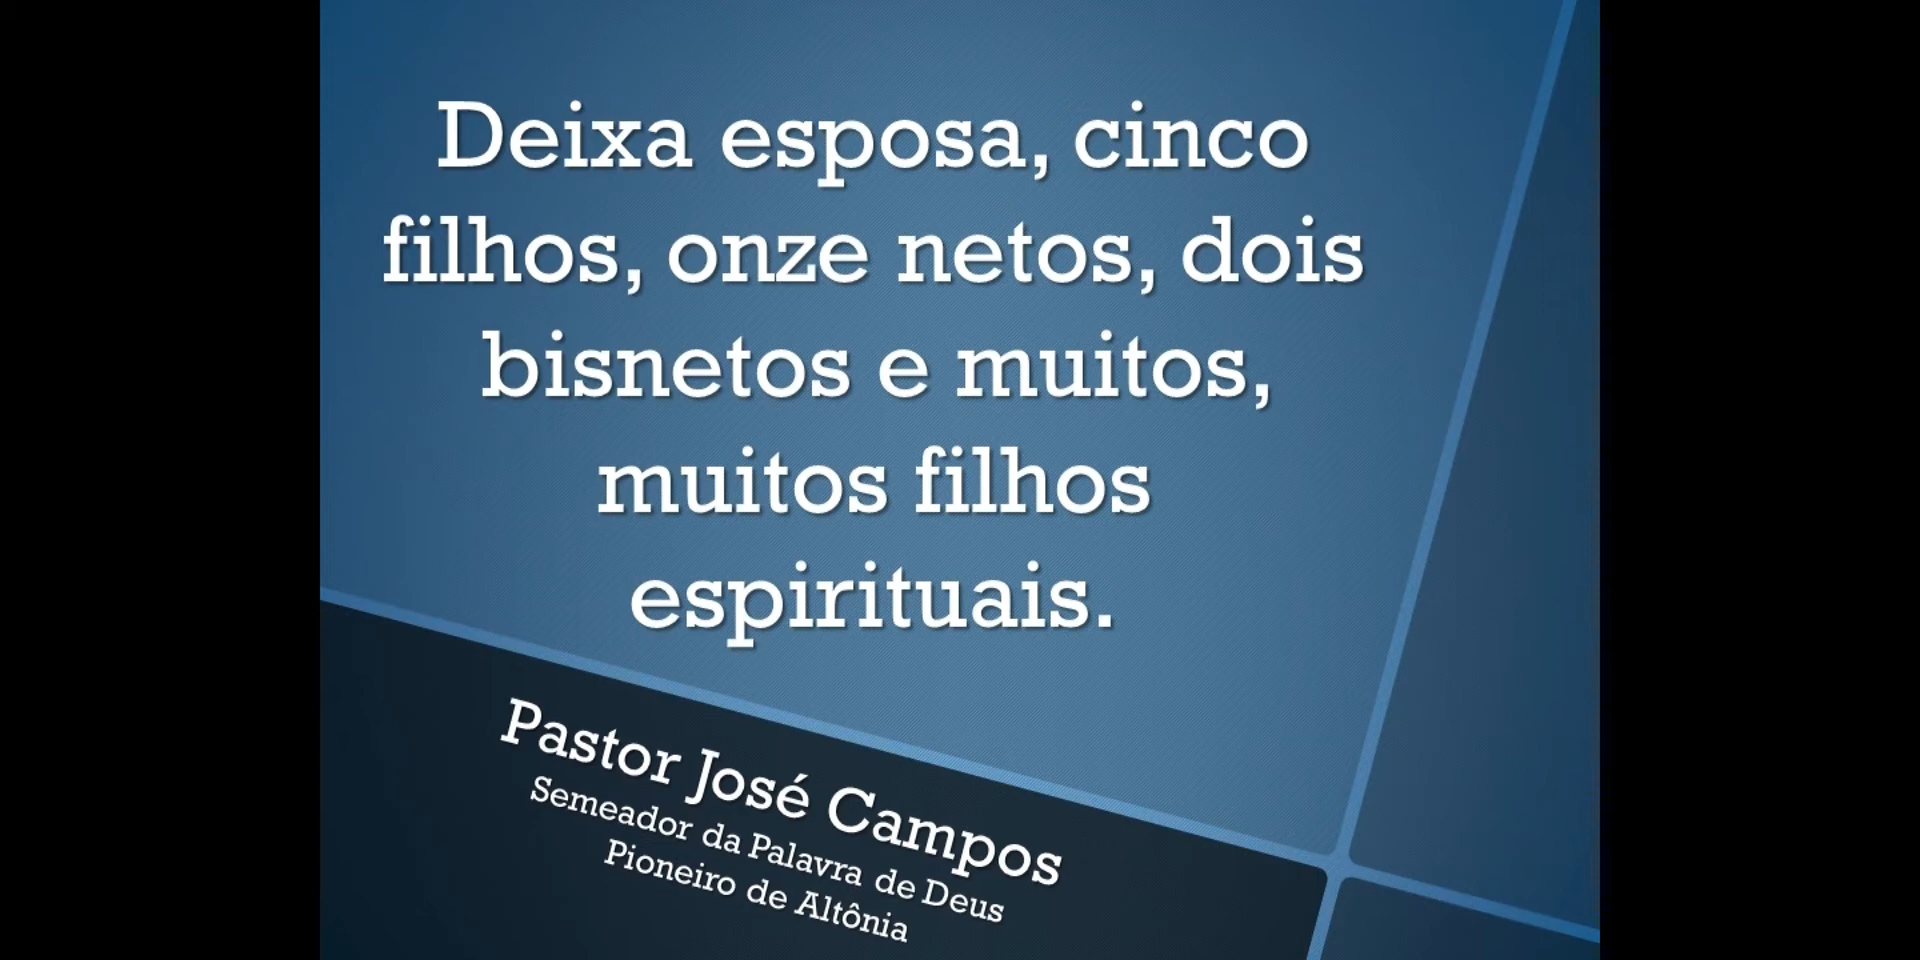 Deixa esposa, cinco
filhos, onze netos, dois
bisnetos e muitos,
muitos filhos
espirituais.
Pastor José Campos
Semeador da Palavra de Deus
Pioneiro de Altônia